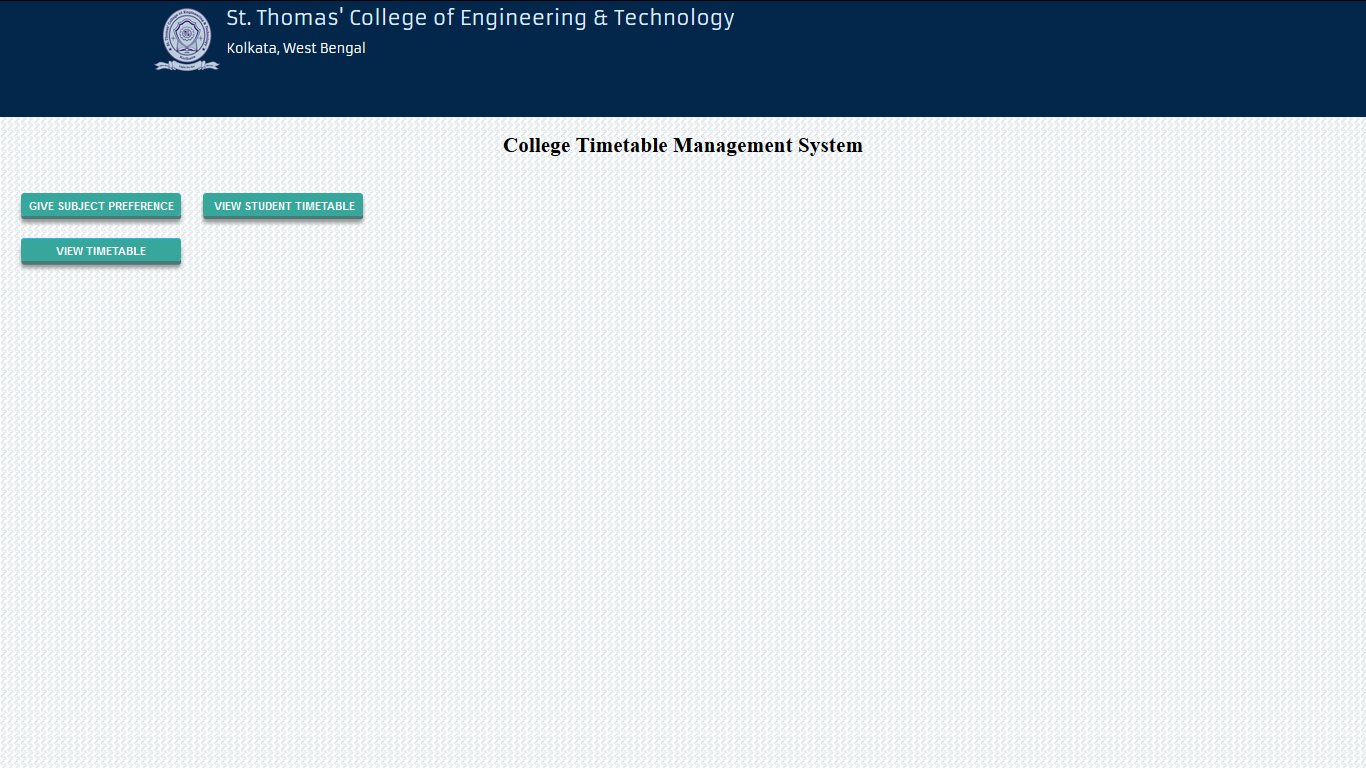 St. Thomas' College of Engineering & Technology
Kolkata, West Bengal
College Timetable Management System
GIVE SUBJECT PREFERENCE
VIEW STUDENT TIMETABLE
VIEW TIMETABLE